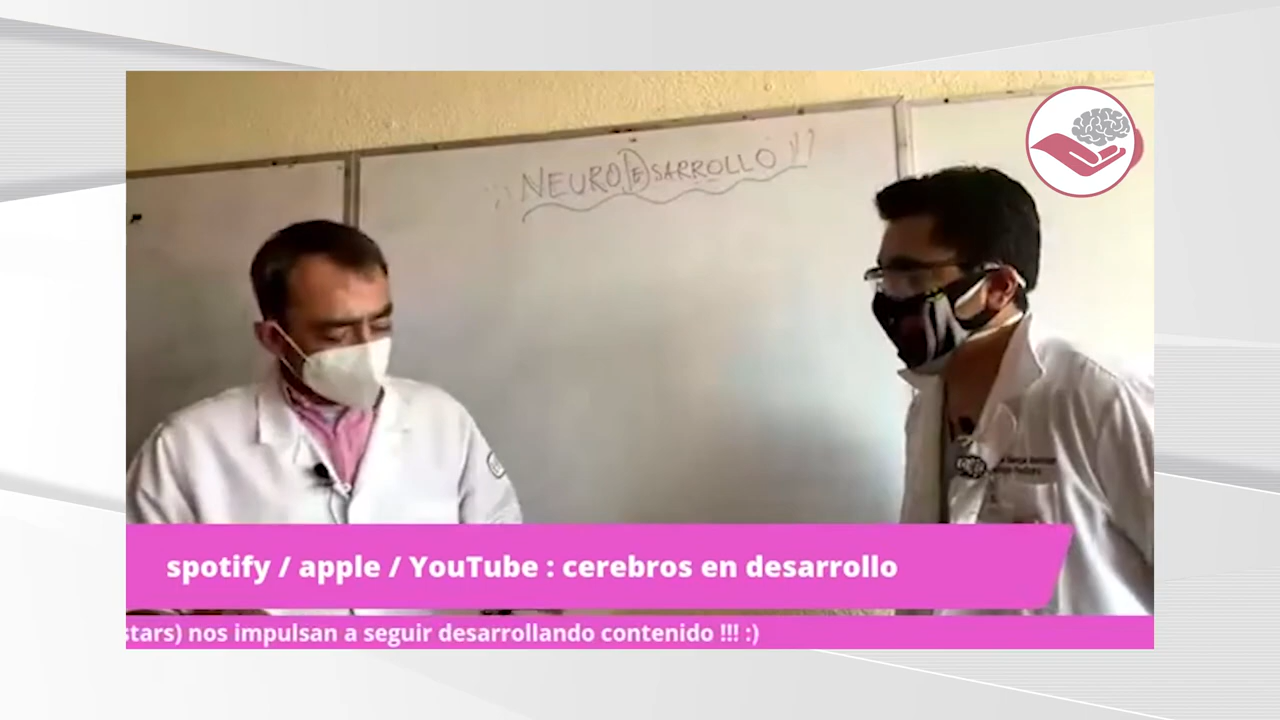 ¡¡¡ NEURODESARROLLO !!!
spotify / apple / YouTube : cerebros en desarrollo
stars) nos impulsan a seguir desarrollando contenido !!! :)